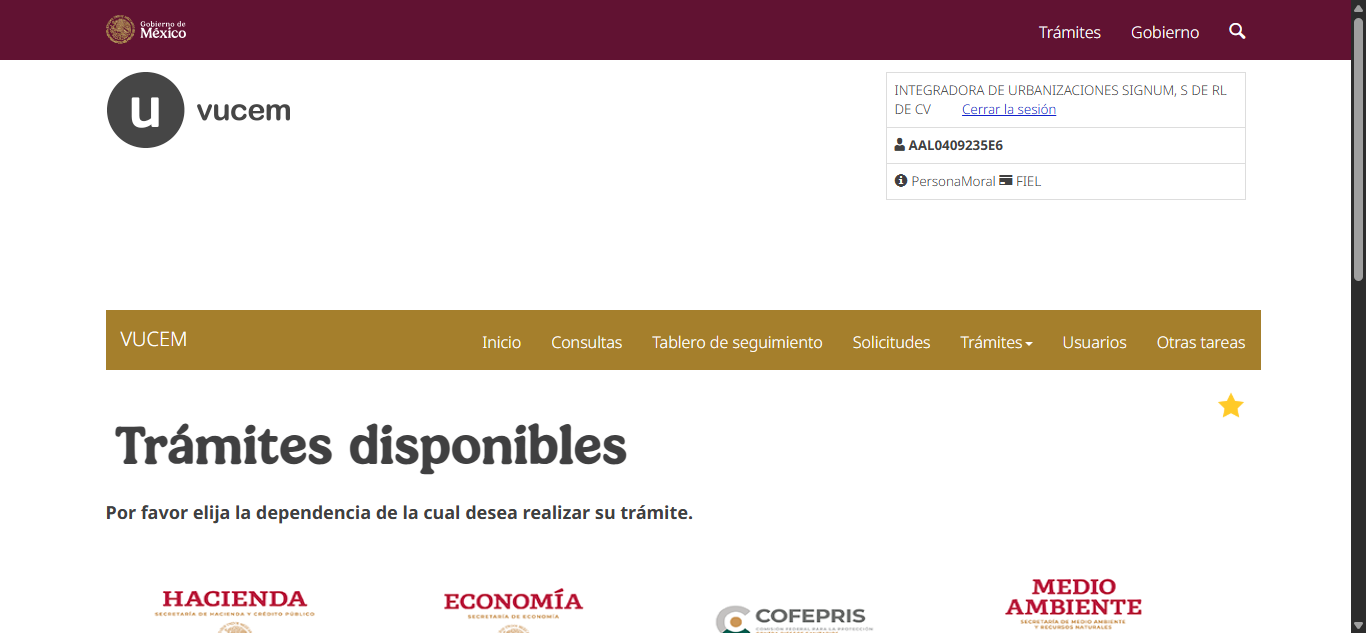 Gobierno de
México
Trámites
Gobierno
u vucem
INTEGRADORA DE URBANIZACIONES SIGNUM, S DE RL
DE CV Cerrar la sesión
AAL0409235E6
PersonaMoral FIEL
VUCEM
Inicio
Consultas
Tablero de seguimiento
Solicitudes
Trámites
Usuarios
Otras tareas
Trámites disponibles
Por favor elija la dependencia de la cual desea realizar su trámite.
HACIENDA
SECRETARÍA DE HACIENDA Y CRÉDITO PÚBLICO
ECONOMÍA
SECRETARÍA DE ECONOMÍA
COFEPRIS
COMISIÓN FEDERAL PARA LA PROTECCIÓN
MEDIO
AMBIENTE
SECRETARÍA DE MEDIO AMBIENTE
Y RECURSOS NATURALES